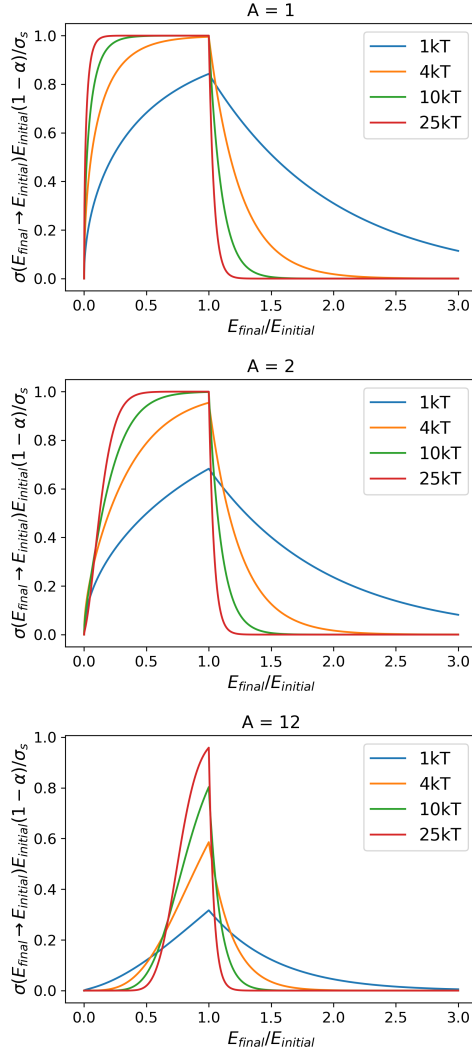 A = 1
σ(E_final → E_initial)E_initial(1 − α)/σ_s
1.0
0.8
0.6
0.4
0.2
0.0
1kT
4kT
10kT
25kT
0.0 0.5 1.0 1.5 2.0 2.5 3.0
E_final/E_initial
A = 2
σ(E_final → E_initial)E_initial(1 − α)/σ_s
1.0
0.8
0.6
0.4
0.2
0.0
1kT
4kT
10kT
25kT
0.0 0.5 1.0 1.5 2.0 2.5 3.0
E_final/E_initial
A = 12
σ(E_final → E_initial)E_initial(1 − α)/σ_s
1.0
0.8
0.6
0.4
0.2
0.0
1kT
4kT
10kT
25kT
0.0 0.5 1.0 1.5 2.0 2.5 3.0
E_final/E_initial